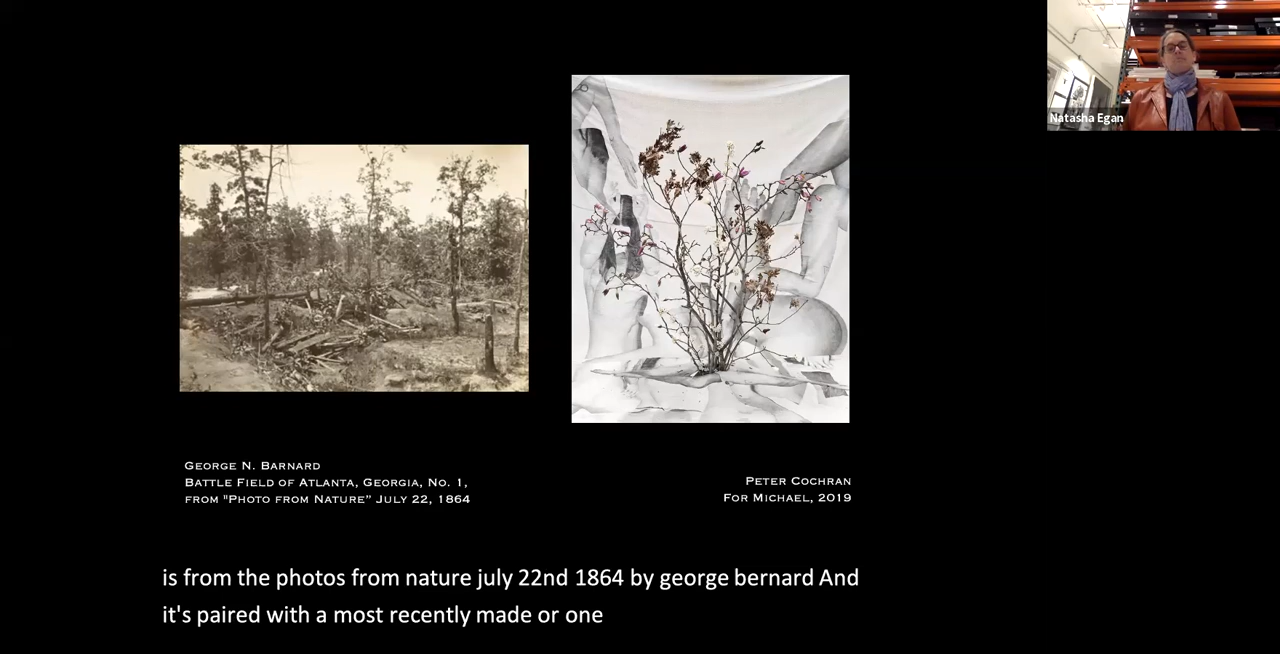 Natasha Egan
GEORGE N. BARNARD
BATTLE FIELD OF ATLANTA, GEORGIA, NO. 1,
FROM "PHOTO FROM NATURE” JULY 22, 1864
PETER COCHRAN
FOR MICHAEL, 2019
is from the photos from nature july 22nd 1864 by george bernard And
it's paired with a most recently made or one